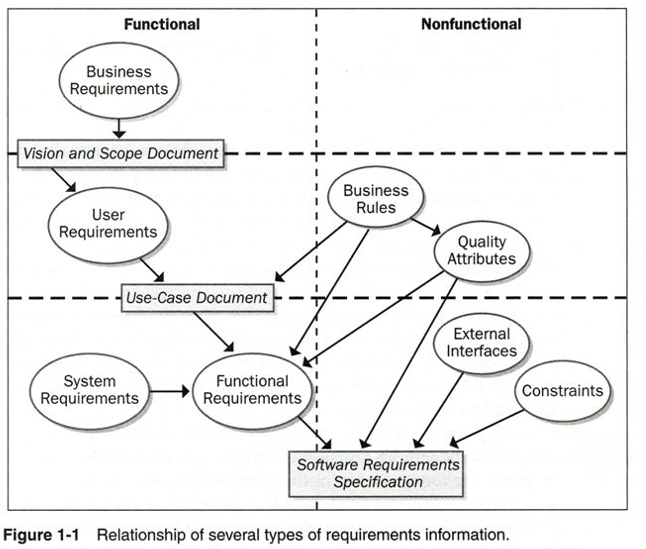 Functional
Nonfunctional
Business
Requirements
Vision and Scope Document
User
Requirements
Business
Rules
Quality
Attributes
Use-Case Document
External
Interfaces
System
Requirements
Functional
Requirements
Constraints
Software Requirements
Specification
Figure 1-1 Relationship of several types of requirements information.